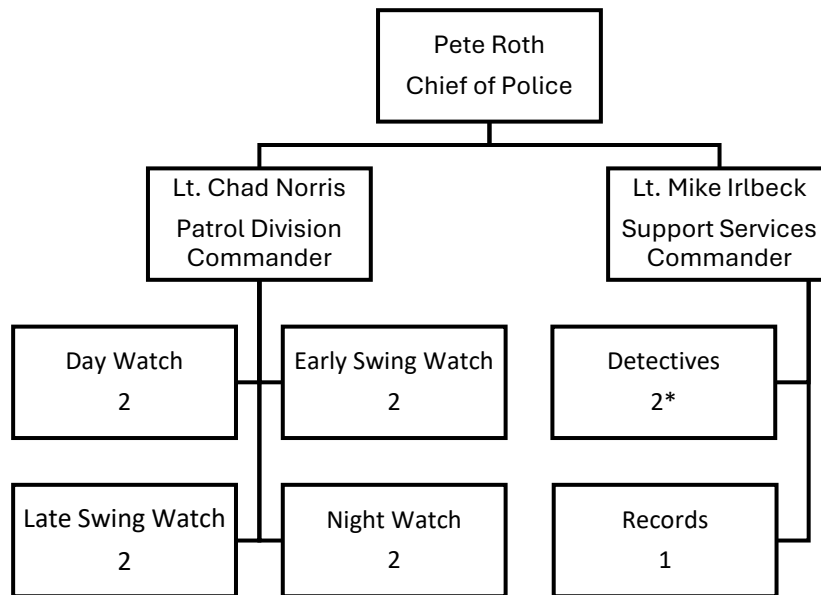 Pete Roth
Chief of Police
Lt. Chad Norris
Patrol Division
Commander
Lt. Mike Irlbeck
Support Services
Commander
Day Watch
2
Early Swing Watch
2
Detectives
2*
Late Swing Watch
2
Night Watch
2
Records
1